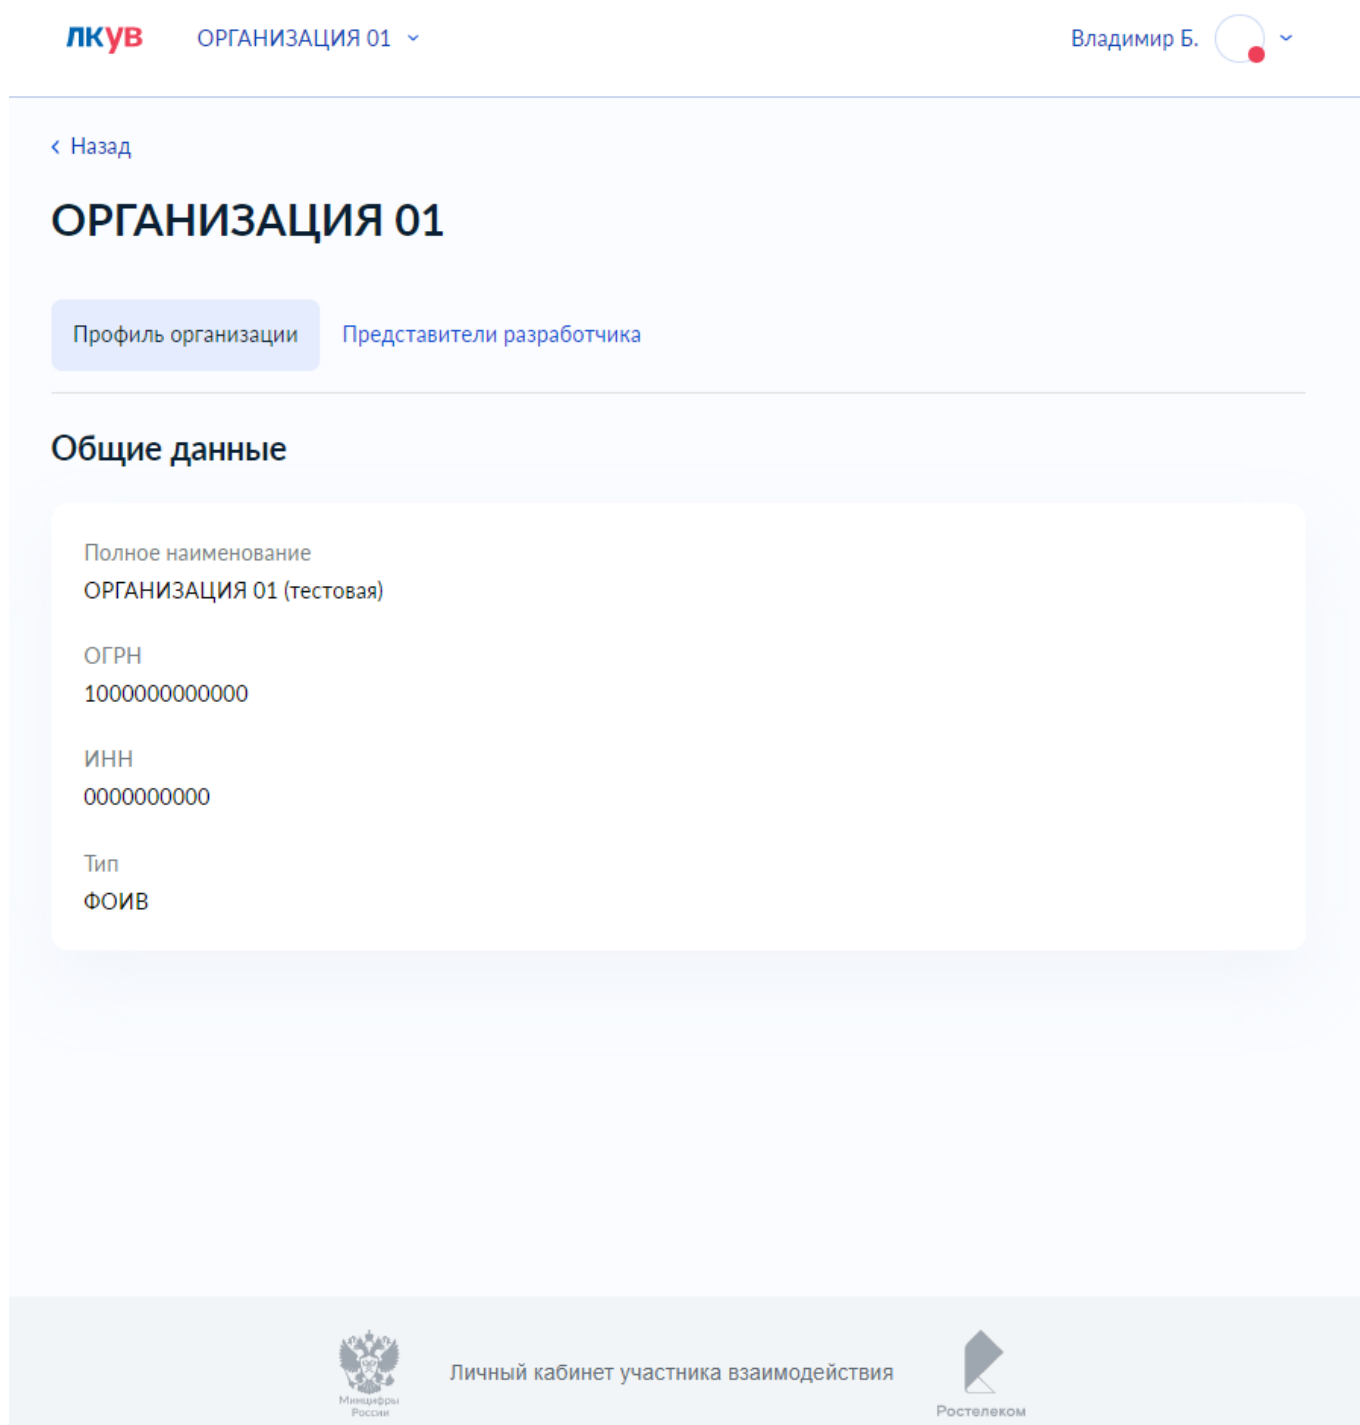 ЛКУВ
ОРГАНИЗАЦИЯ 01
Владимир Б.
Назад
ОРГАНИЗАЦИЯ 01
Профиль организации
Представители разработчика
Общие данные
Полное наименование
ОРГАНИЗАЦИЯ 01 (тестовая)
ОГРН
1000000000000
ИНН
0000000000
Тип
ФОИВ
Минцифры
России
Личный кабинет участника взаимодействия
Ростелеком